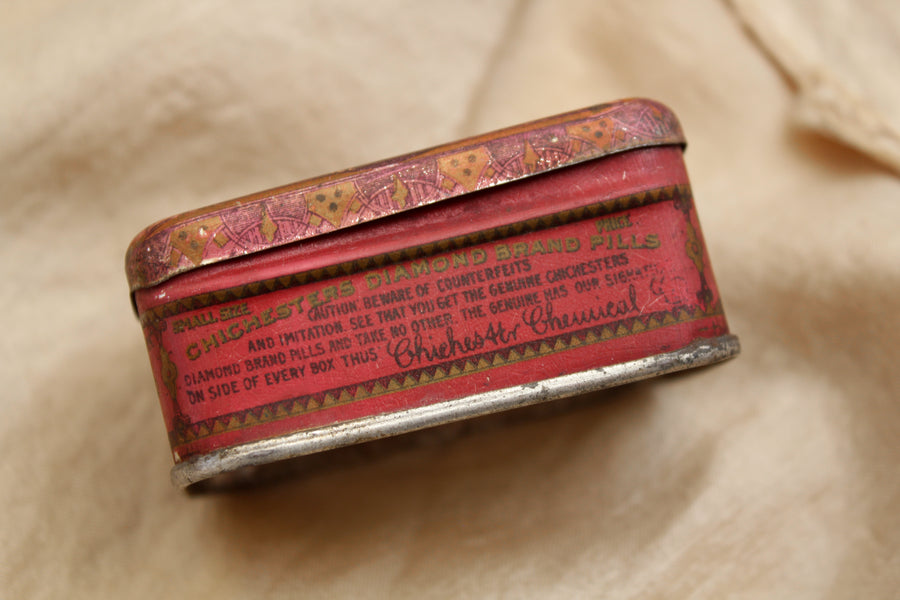 SMALL SIZE PRICE
CHICHESTERS DIAMOND BRAND PILLS
CAUTION. BEWARE OF COUNTERFEITS
AND IMITATION. SEE THAT YOU GET THE GENUINE CHICHESTERS
DIAMOND BRAND PILLS AND TAKE NO OTHER. THE GENUINE HAS OUR
ON SIDE OF EVERY BOX THUS Chichester Chemical